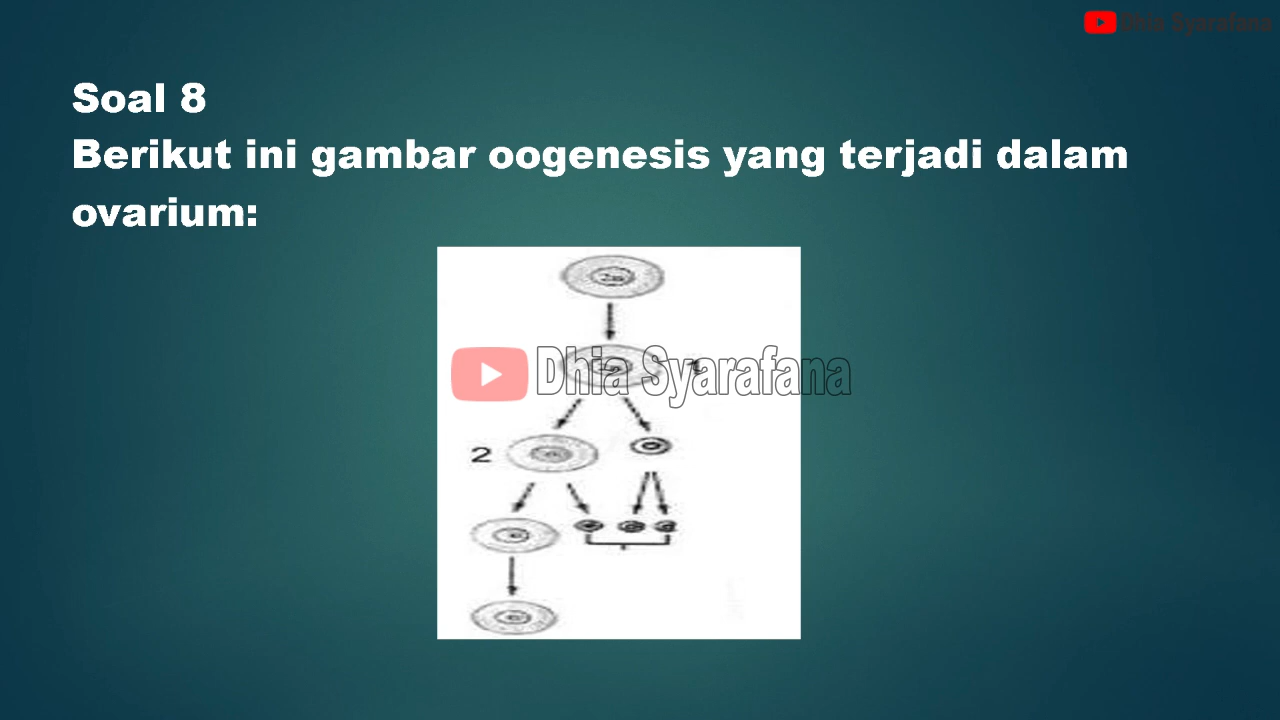 Dhia Syarafana
Soal 8
Berikut ini gambar oogenesis yang terjadi dalam
ovarium:
Dhia Syarafana
2